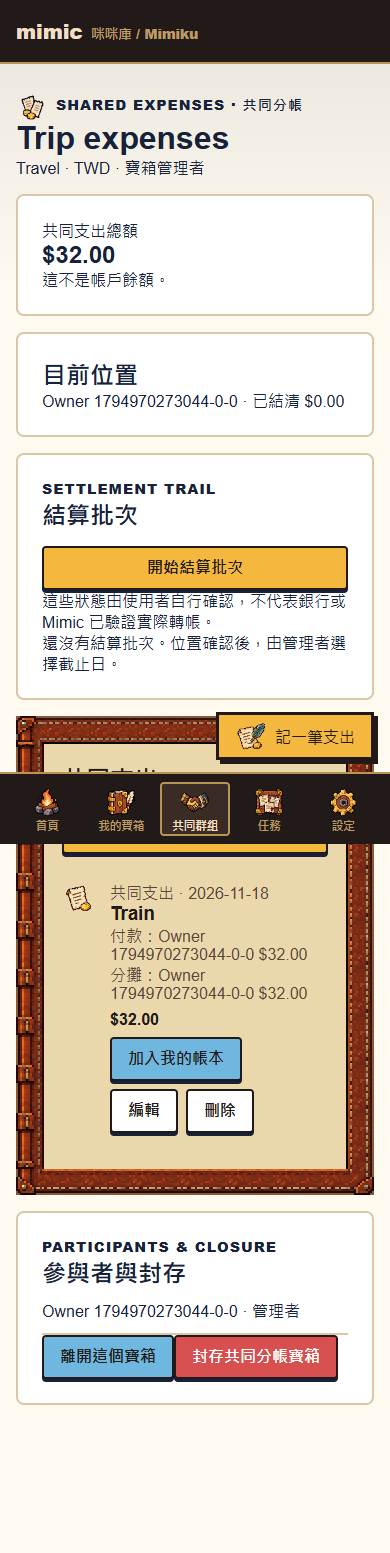 mimic 咪咪庫 / Mimiku
SHARED EXPENSES · 共同分帳
Trip expenses
Travel · TWD · 寶箱管理者
共同支出總額
$32.00
這不是帳戶餘額。
目前位置
Owner 1794970273044-0-0 · 已結清 $0.00
SETTLEMENT TRAIL
結算批次
開始結算批次
這些狀態由使用者自行確認，不代表銀行或
Mimic 已驗證實際轉帳。
還沒有結算批次。位置確認後，由管理者選
擇截止日。
記一筆支出
首頁 我的寶箱 共同群組 任務 設定
共同支出 · 2026-11-18
Train
付款：Owner
1794970273044-0-0 $32.00
分攤：Owner
1794970273044-0-0 $32.00
$32.00
加入我的帳本
編輯 刪除
PARTICIPANTS & CLOSURE
參與者與封存
Owner 1794970273044-0-0 · 管理者
離開這個寶箱 封存共同分帳寶箱